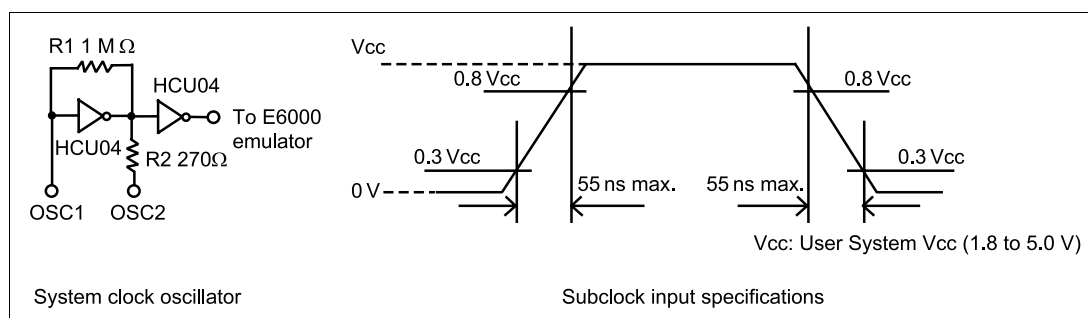 R1 1 M Ω
HCU04
HCU04
To E6000
emulator
R2 270Ω
OSC1
OSC2
System clock oscillator
Vcc
0.8 Vcc
0.8 Vcc
0.3 Vcc
0.3 Vcc
0 V
55 ns max.
55 ns max.
Vcc: User System Vcc (1.8 to 5.0 V)
Subclock input specifications